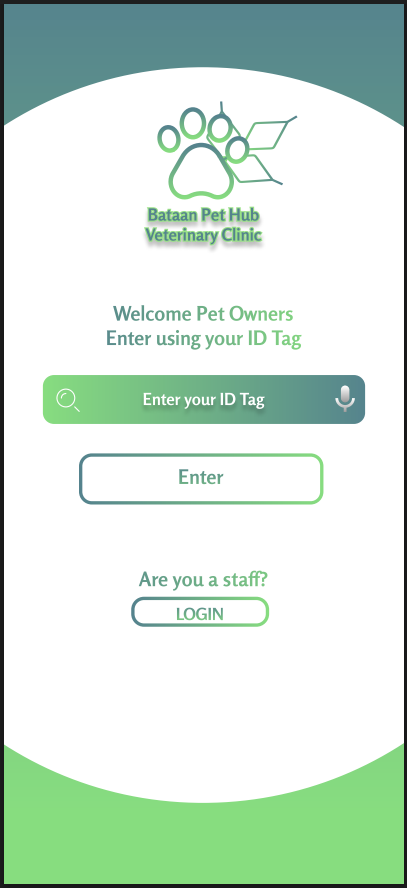 Bataan Pet Hub
Veterinary Clinic
Welcome Pet Owners
Enter using your ID Tag
Enter your ID Tag
Enter
Are you a staff?
LOGIN